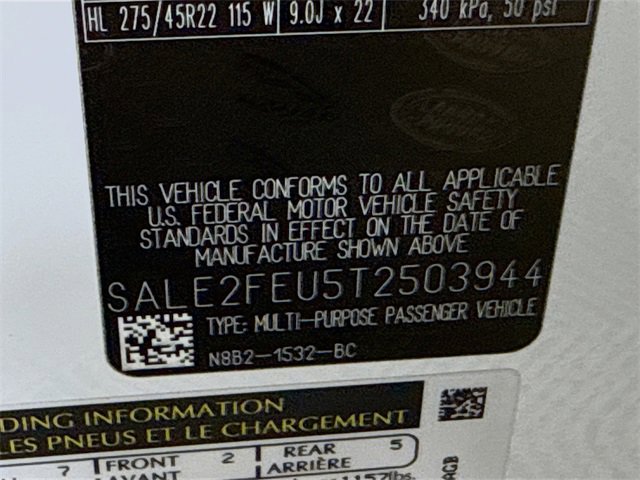 HL 275/45R22 115 W 9.0J x 22 340 kPa, 50 psi
THIS VEHICLE CONFORMS TO ALL APPLICABLE
U.S. FEDERAL MOTOR VEHICLE SAFETY
STANDARDS IN EFFECT ON THE DATE OF
MANUFACTURE SHOWN ABOVE
SALE2FEU5T2503944
TYPE: MULTI-PURPOSE PASSENGER VEHICLE
N8B2-1532-BC
DING INFORMATION
LES PNEUS ET LE CHARGEMENT
7 FRONT 2 REAR 5
AVANT ARRIÈRE
1157lbs.
AGB